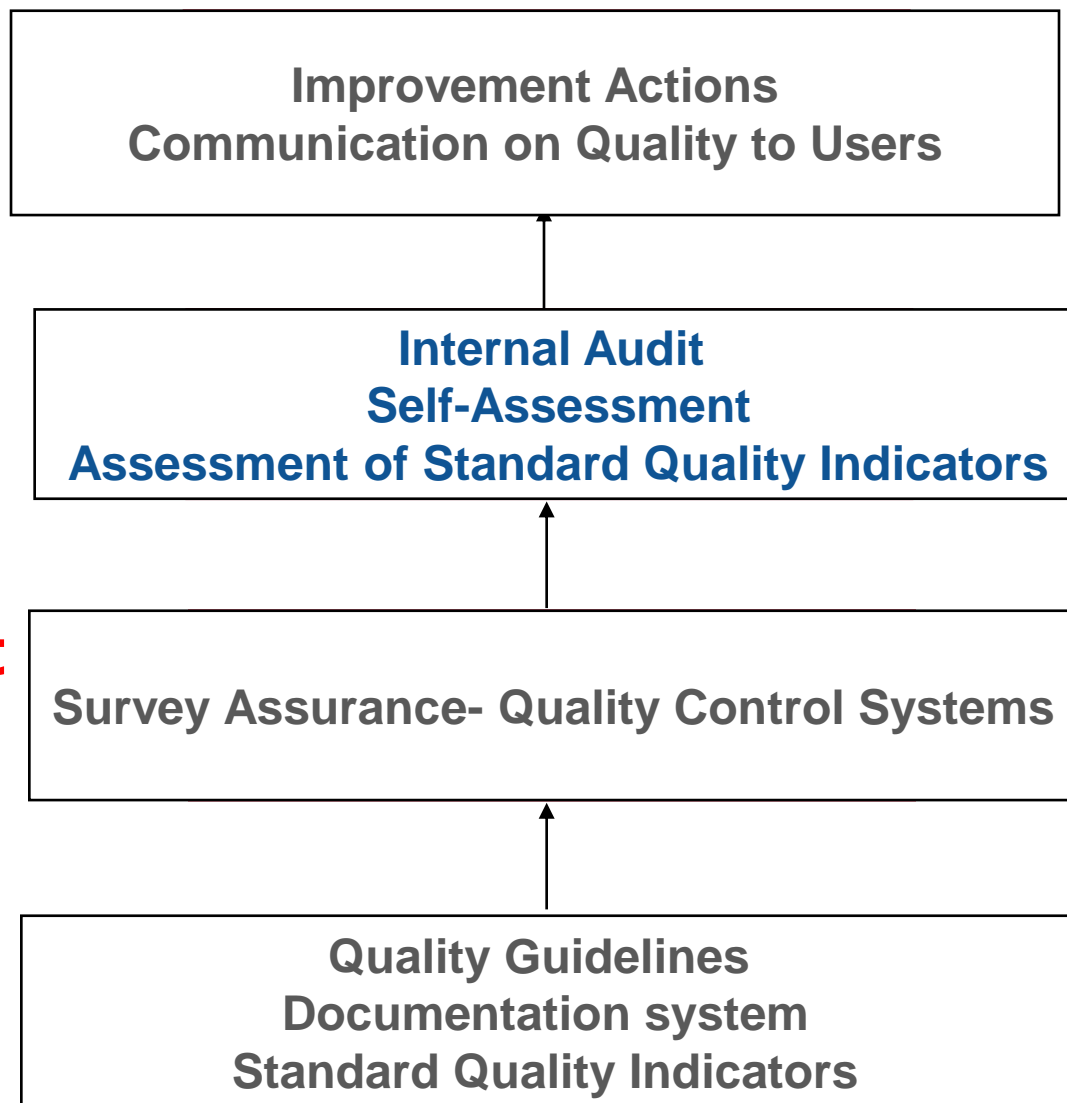 Improvement Actions
Communication on Quality to Users
Internal Audit
Self-Assessment
Assessment of Standard Quality Indicators
Survey Assurance- Quality Control Systems
Quality Guidelines
Documentation system
Standard Quality Indicators